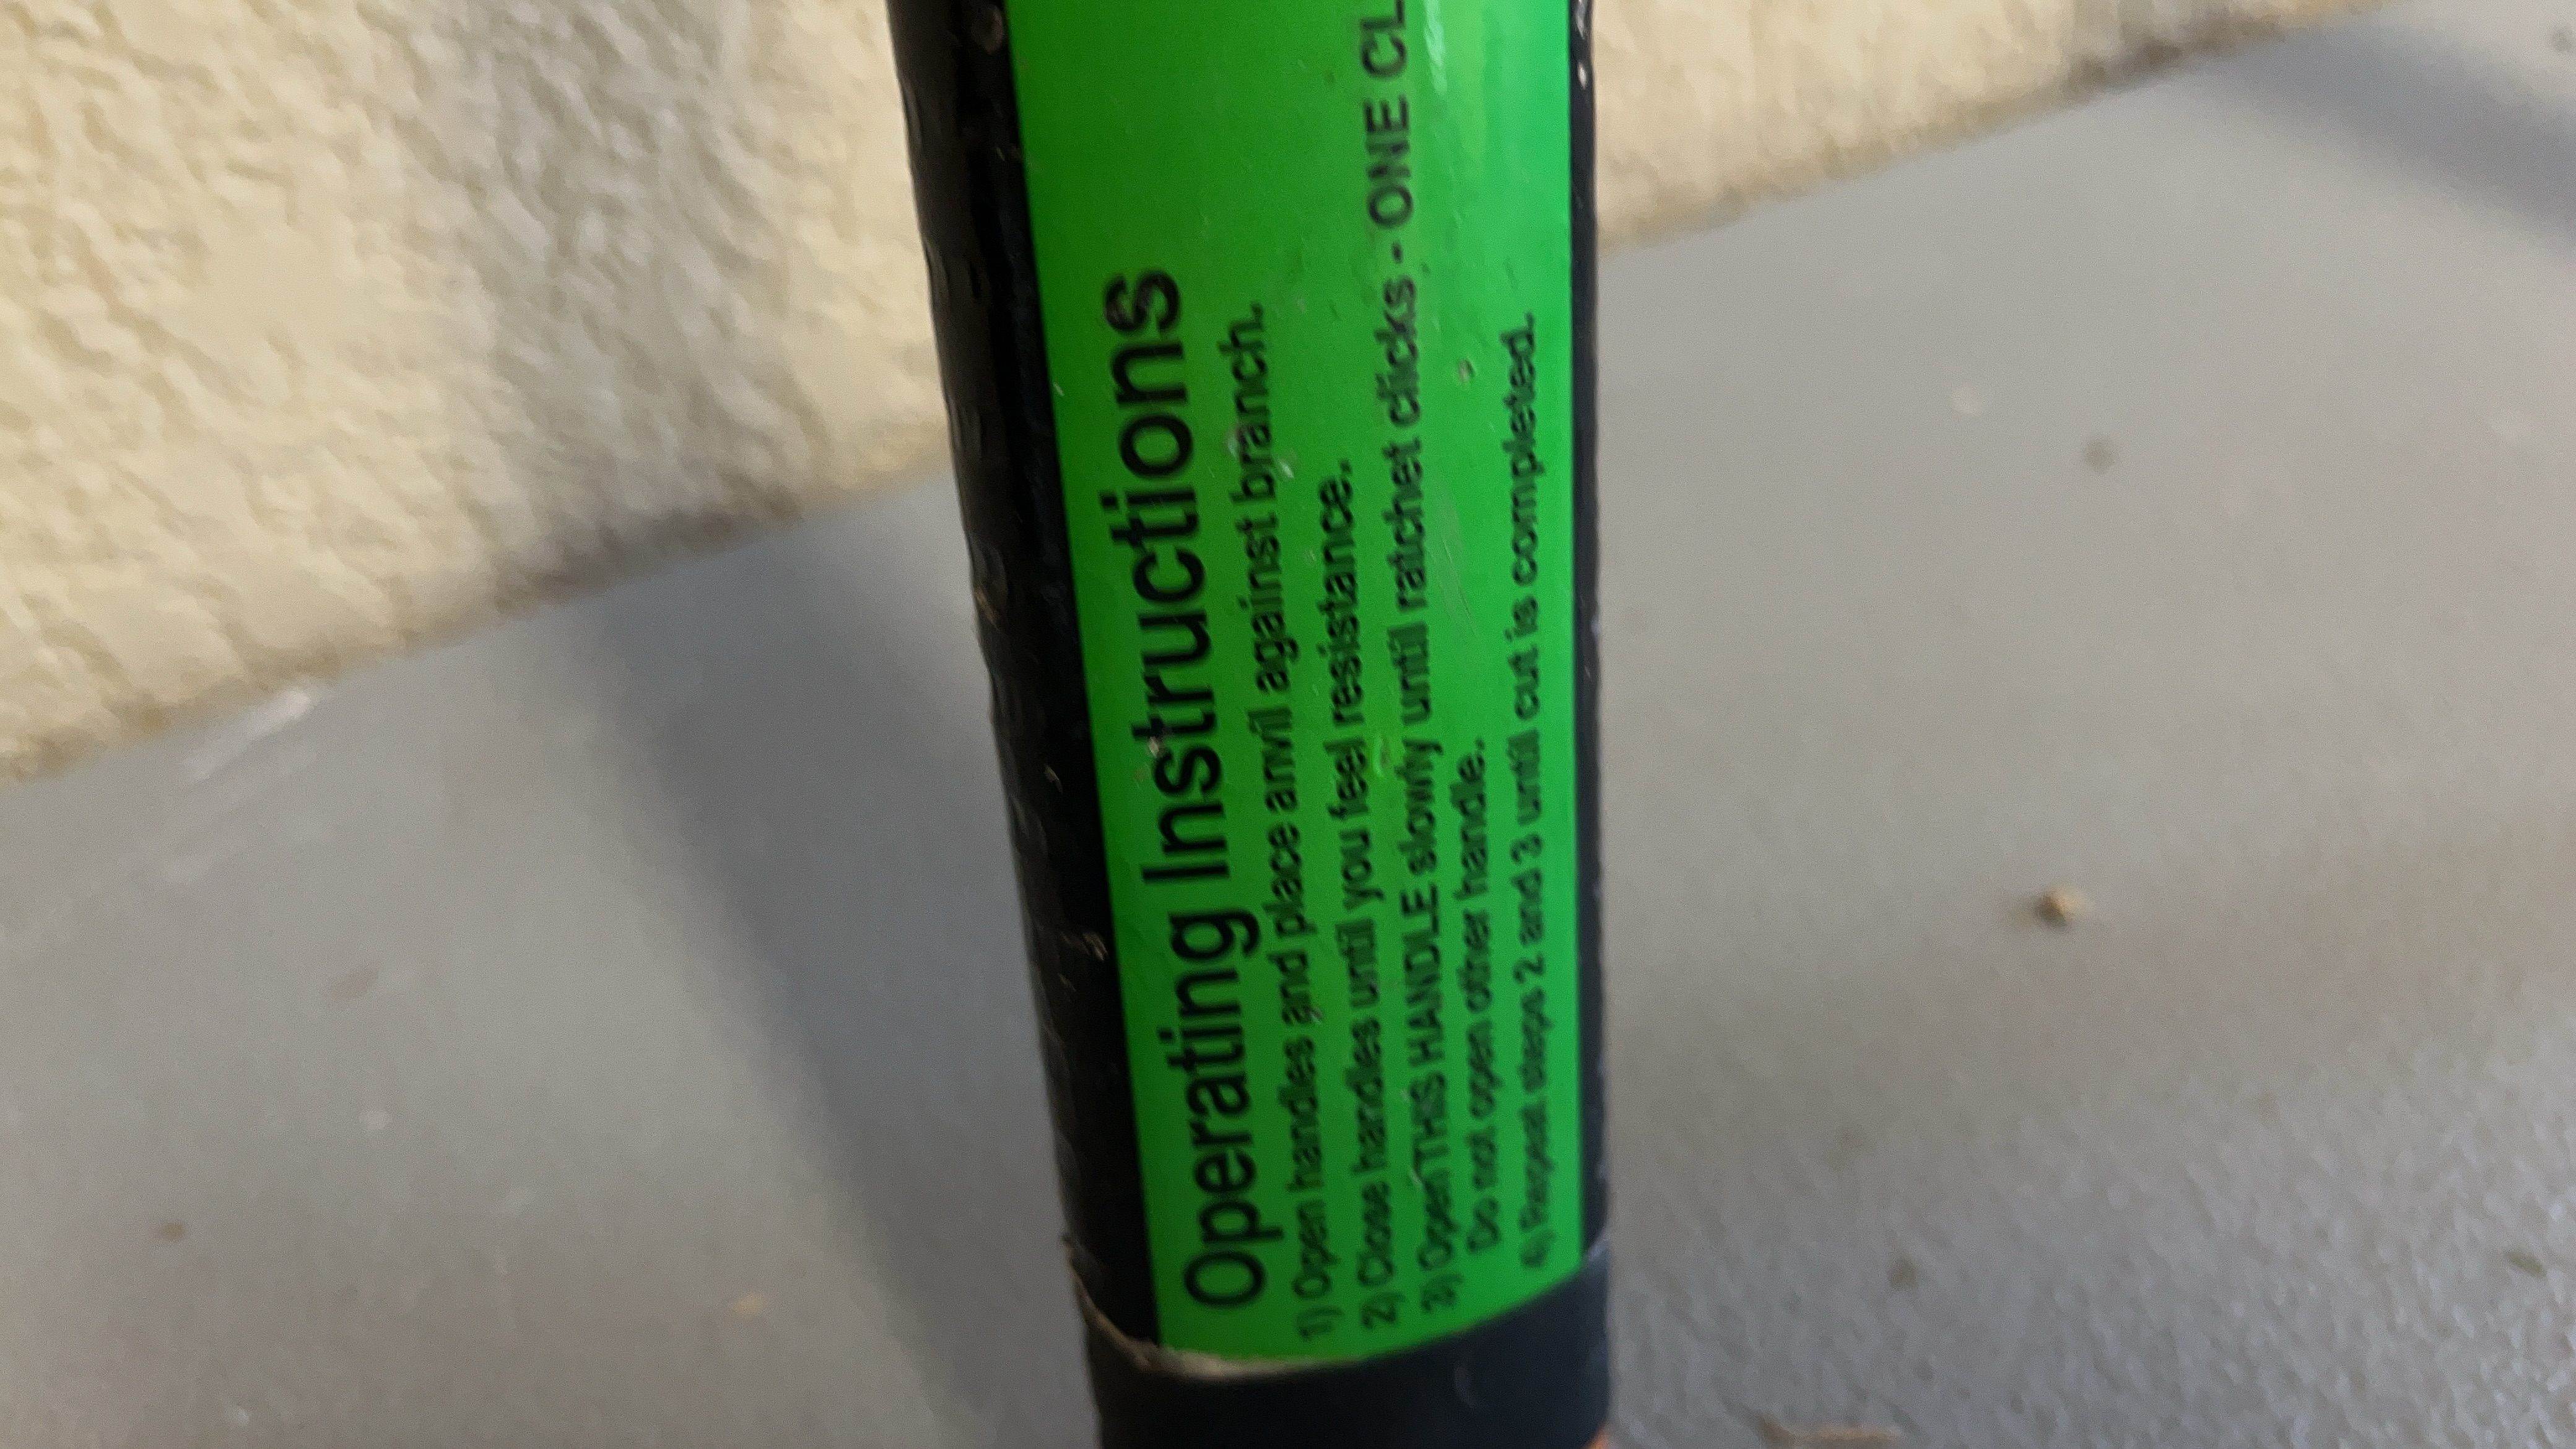 Operating Instructions
1) Open handles and place anvil against branch.
2) Close handles until you feel resistance.
3) Open THIS HANDLE slowly until ratchet clicks - ONE CL
Do not open other handle.
4) Repeat steps 2 and 3 until cut is completed.